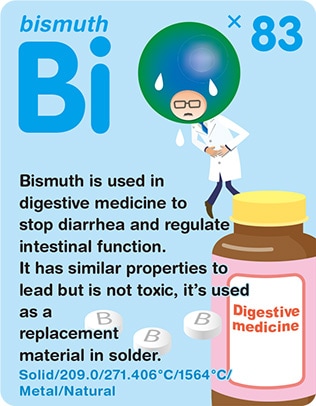 bismuth
Bi
× 83
Bismuth is used in
digestive medicine to
stop diarrhea and regulate
intestinal function.
It has similar properties to
lead but is not toxic, it's used
as a
replacement
material in solder.
Digestive
medicine
B
B
B
Solid/209.0/271.406°C/1564°C/
Metal/Natural